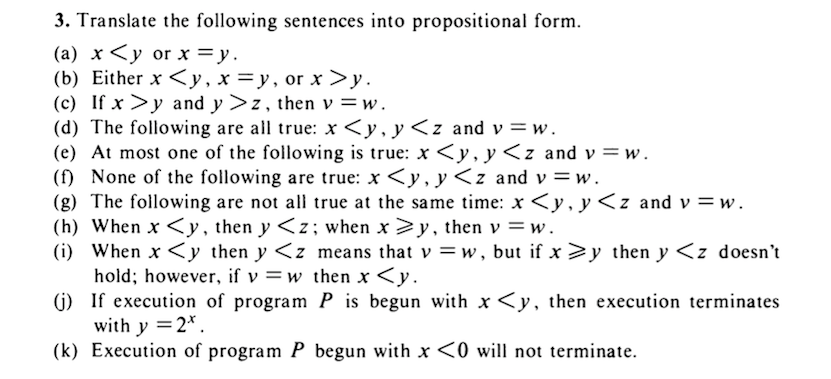 3. Translate the following sentences into propositional form.
(a) x < y or x = y.
(b) Either x < y, x = y, or x > y.
(c) If x > y and y > z, then v = w.
(d) The following are all true: x < y, y < z and v = w.
(e) At most one of the following is true: x < y, y < z and v = w.
(f) None of the following are true: x < y, y < z and v = w.
(g) The following are not all true at the same time: x < y, y < z and v = w.
(h) When x < y, then y < z; when x ⩾ y, then v = w.
(i) When x < y then y < z means that v = w, but if x ⩾ y then y < z doesn't
hold; however, if v = w then x < y.
(j) If execution of program P is begun with x < y, then execution terminates
with y = 2ˣ.
(k) Execution of program P begun with x < 0 will not terminate.